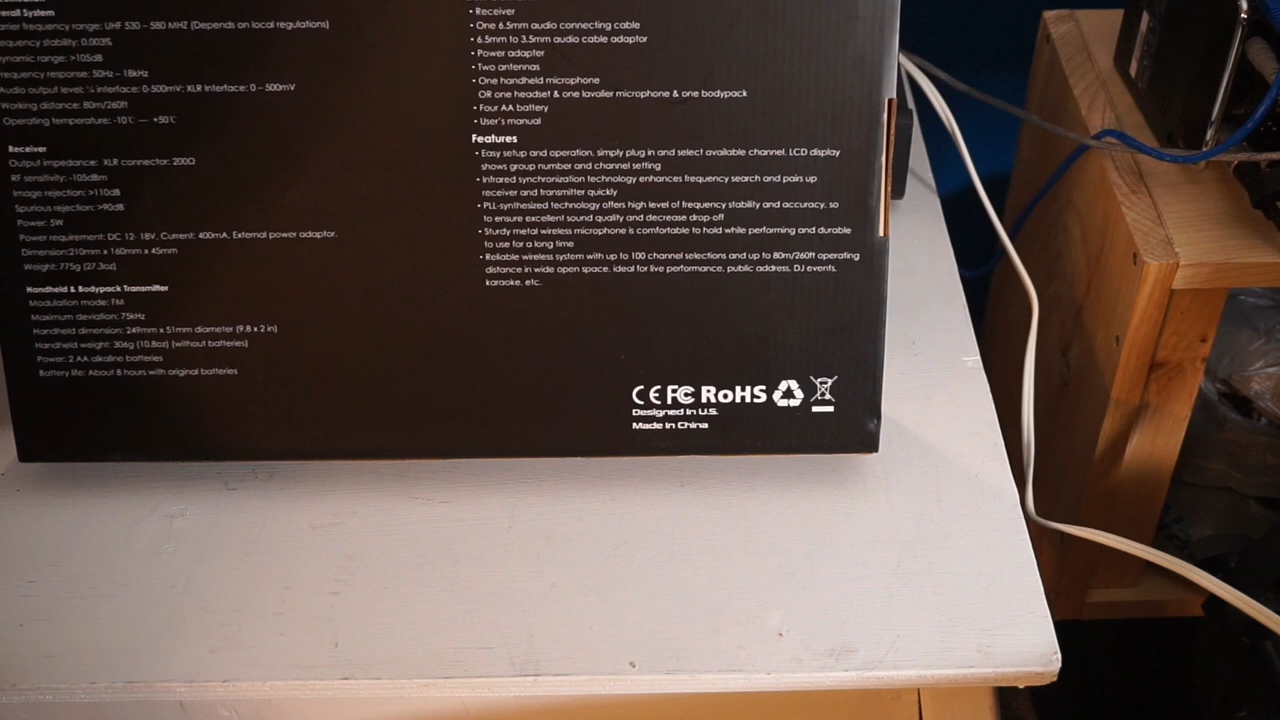 verall System
arrier frequency range: UHF 530 – 580 MHZ (Depends on local regulations)
equency stability: 0.003%
ynamic range: >105dB
requency response: 50Hz – 18kHz
Audio output level: ¼ interface: 0-500mV; XLR Interface: 0 – 500mV
Working distance: 80m/260ft
Operating temperature: -10℃ — +50℃
Receiver
Output impedance: XLR connector: 200Ω
RF sensitivity: -105dBm
Image rejection: >110dB
Spurious rejection: >90dB
Power: 5W
Power requirement: DC 12- 18V, Current: 400mA, External power adaptor.
Dimension:210mm x 160mm x 45mm
Weight: 775g (27.3oz)
Handheld & Bodypack Transmitter
Modulation mode: FM
Maximum deviation: 75kHz
Handheld dimension: 249mm x 51mm diameter (9.8 x 2 in)
Handheld weight: 306g (10.8oz) (without batteries)
Power: 2 AA alkaline batteries
Battery life: About 8 hours with original batteries
• Receiver
• One 6.5mm audio connecting cable
• 6.5mm to 3.5mm audio cable adaptor
• Power adapter
• Two antennas
• One handheld microphone
OR one headset & one lavalier microphone & one bodypack
• Four AA battery
• User's manual
Features
• Easy setup and operation, simply plug in and select available channel, LCD display
shows group number and channel setting
• Infrared synchronization technology enhances frequency search and pairs up
receiver and transmitter quickly
• PLL-synthesized technology offers high level of frequency stability and accuracy, so
to ensure excellent sound quality and decrease drop-off
• Sturdy metal wireless microphone is comfortable to hold while performing and durable
to use for a long time
• Reliable wireless system with up to 100 channel selections and up to 80m/260ft operating
distance in wide open space, ideal for live performance, public address, DJ events,
karaoke, etc.
CE FC RoHS
Designed in U.S.
Made in China